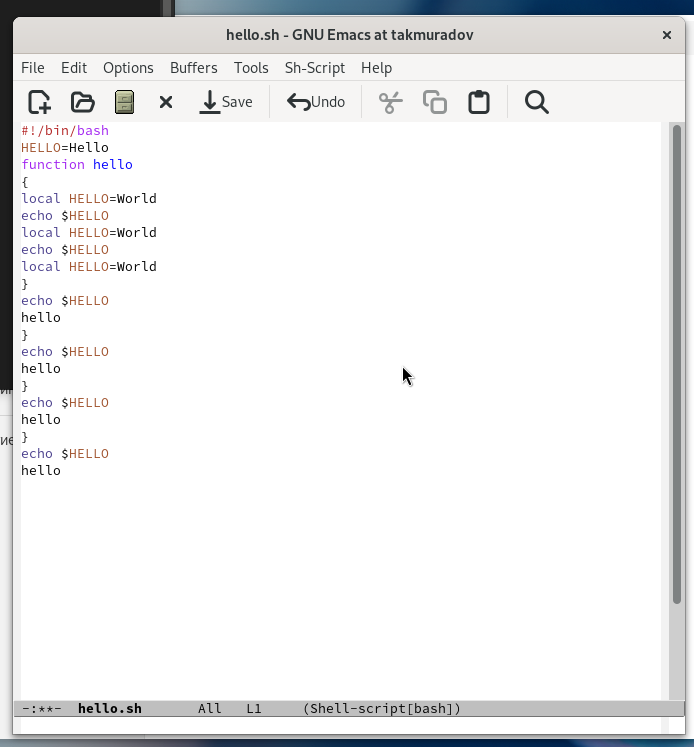 hello.sh - GNU Emacs at takmuradov
File Edit Options Buffers Tools Sh-Script Help
Save Undo
#!/bin/bash
HELLO=Hello
function hello
{
local HELLO=World
echo $HELLO
local HELLO=World
echo $HELLO
local HELLO=World
}
echo $HELLO
hello
}
echo $HELLO
hello
}
echo $HELLO
hello
}
echo $HELLO
hello
-:**- hello.sh All L1 (Shell-script[bash])